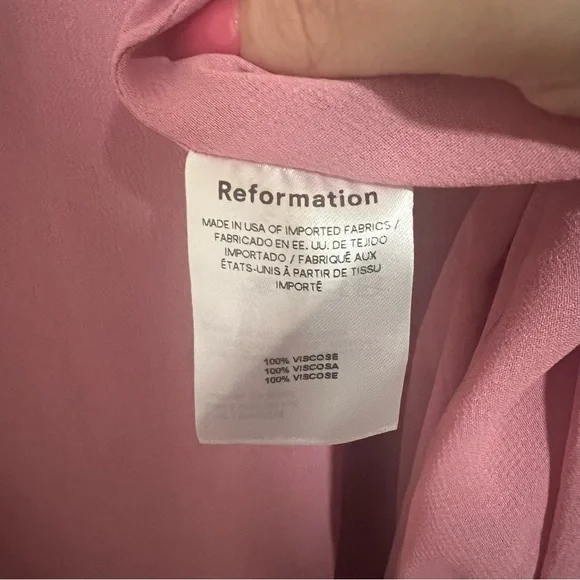 Reformation
MADE IN USA OF IMPORTED FABRICS /
FABRICADO EN EE. UU. DE TEJIDO
IMPORTADO / FABRIQUÉ AUX
ÉTATS-UNIS À PARTIR DE TISSU
IMPORTÉ
100% VISCOSE
100% VISCOSA
100% VISCOSE